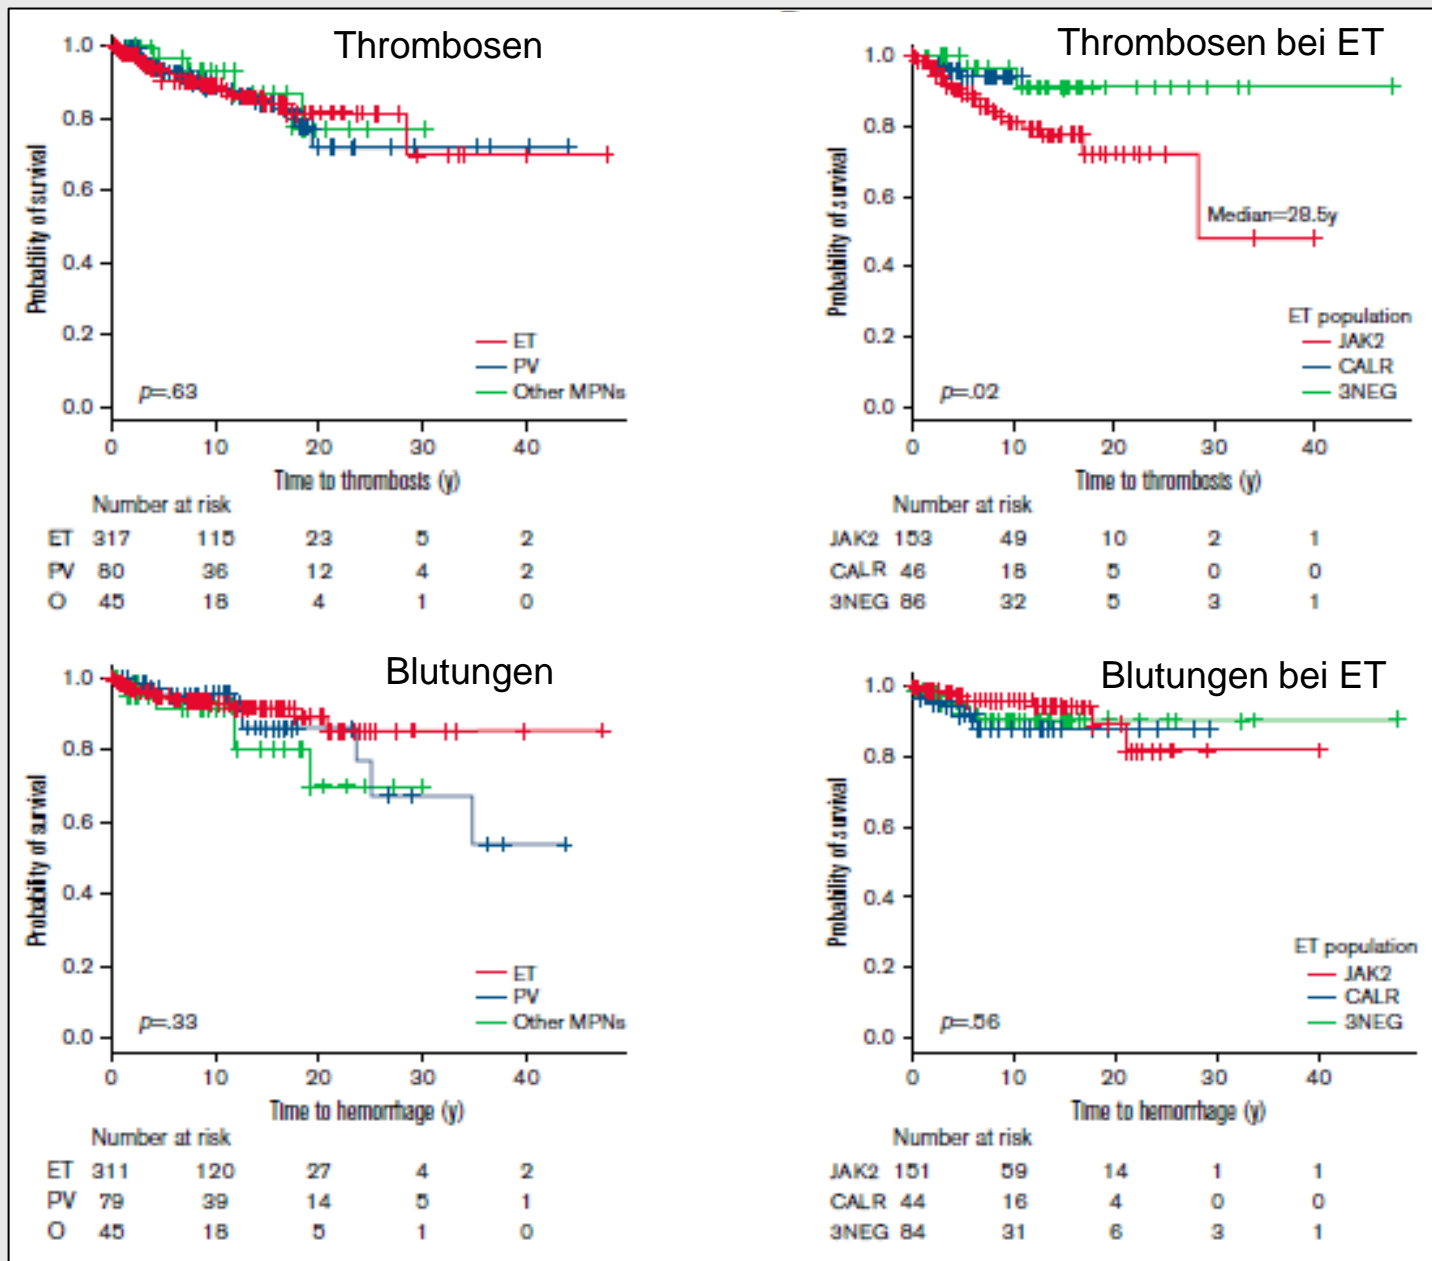 Thrombosen
1.0
0.8
0.6
0.4
0.2
0.0
Probability of survival
ET
PV
Other MPNs
p=.63
0 10 20 30 40
Time to thrombosis (y)
Number at risk
ET 317 115 23 5 2
PV 80 36 12 4 2
O 45 18 4 1 0
Thrombosen bei ET
1.0
0.8
0.6
0.4
0.2
0.0
Probability of survival
Median=28.5y
ET population
JAK2
CALR
3NEG
p=.02
0 10 20 30 40
Time to thrombosis (y)
Number at risk
JAK2 153 49 10 2 1
CALR 46 18 5 0 0
3NEG 86 32 5 3 1
Blutungen
1.0
0.8
0.6
0.4
0.2
0.0
Probability of survival
ET
PV
Other MPNs
p=.33
0 10 20 30 40
Time to hemorrhage (y)
Number at risk
ET 311 120 27 4 2
PV 79 39 14 5 1
O 45 18 5 1 0
Blutungen bei ET
1.0
0.8
0.6
0.4
0.2
0.0
Probability of survival
ET population
JAK2
CALR
3NEG
p=.56
0 10 20 30 40
Time to hemorrhage (y)
Number at risk
JAK2 151 59 14 1 1
CALR 44 16 4 0 0
3NEG 84 31 6 3 1